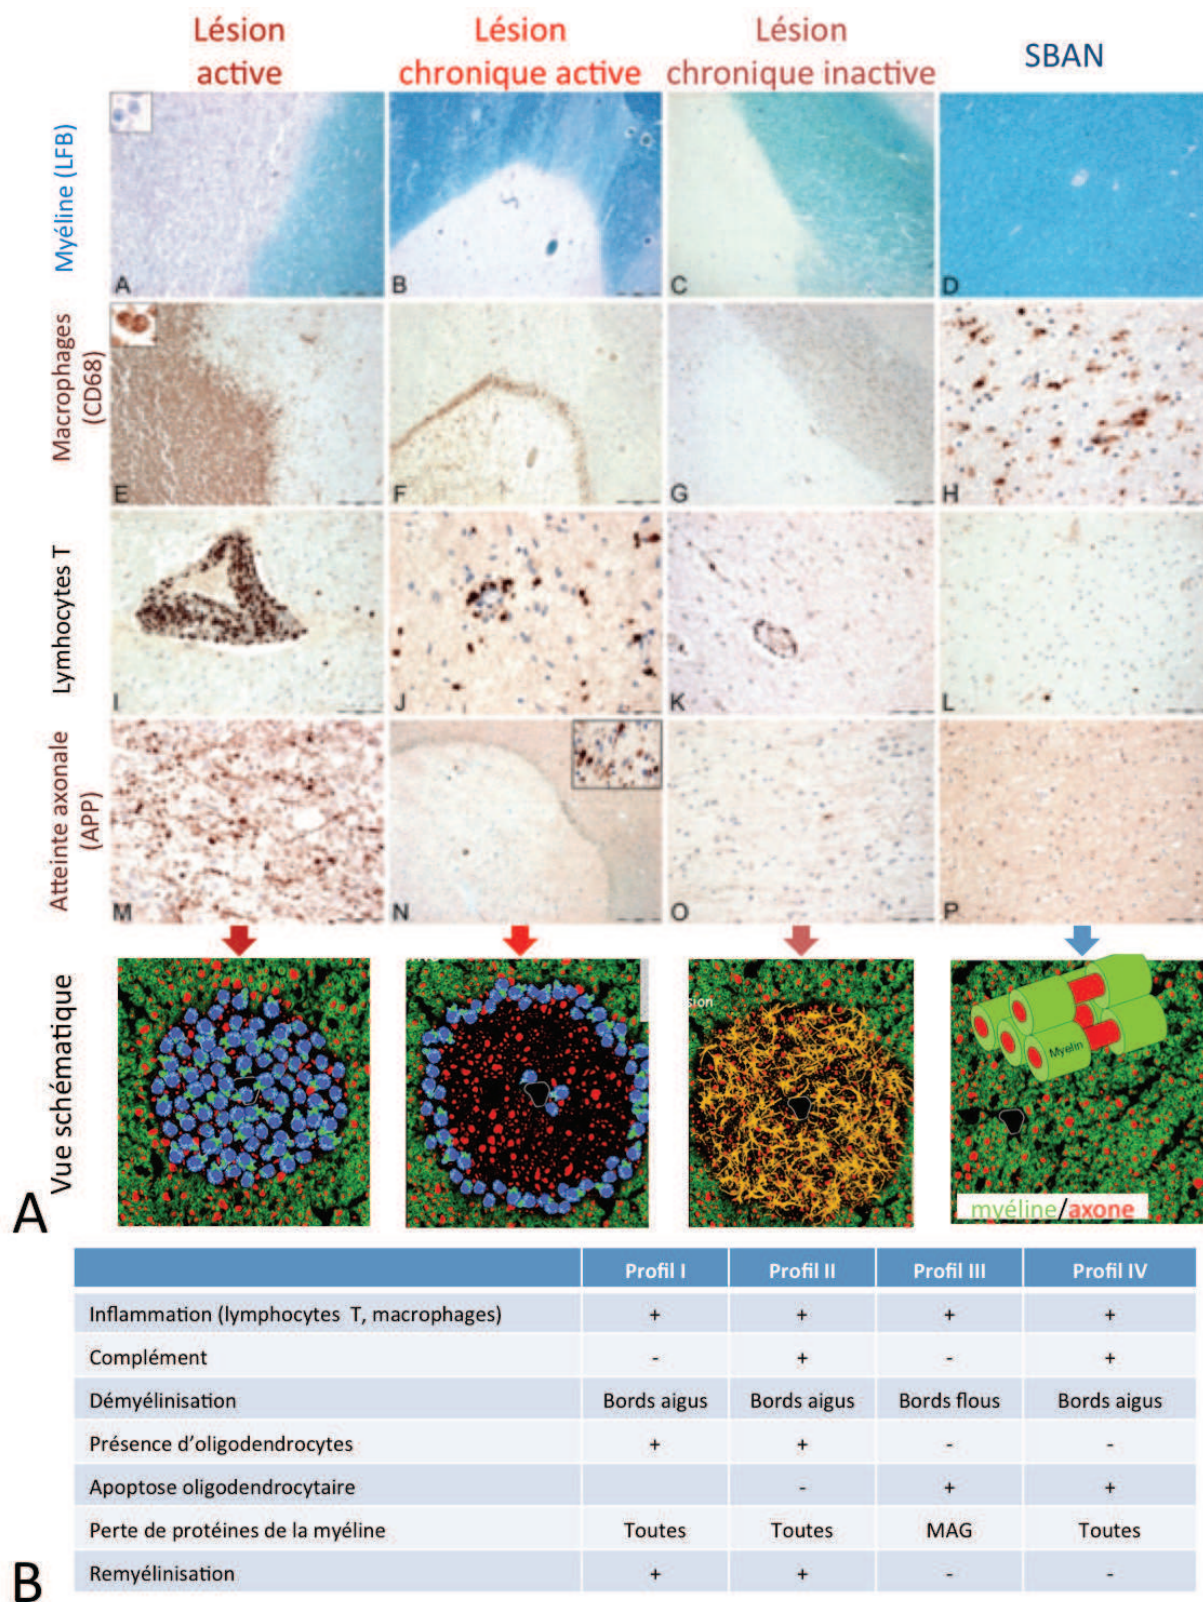 Lésion active
Lésion chronique active
Lésion chronique inactive
SBAN
Myéline (LFB)
A
B
C
D
Macrophages (CD68)
E
F
G
H
Lymhocytes T
I
J
K
L
Atteinte axonale (APP)
M
N
O
P
Vue schématique
sion
Myelin
myéline/axone
A
Profil I Profil II Profil III Profil IV
Inflammation (lymphocytes T, macrophages) + + + +
Complément - + - +
Démyélinisation Bords aigus Bords aigus Bords flous Bords aigus
Présence d'oligodendrocytes + + - -
Apoptose oligodendrocytaire - + +
Perte de protéines de la myéline Toutes Toutes MAG Toutes
Remyélinisation + + - -
B